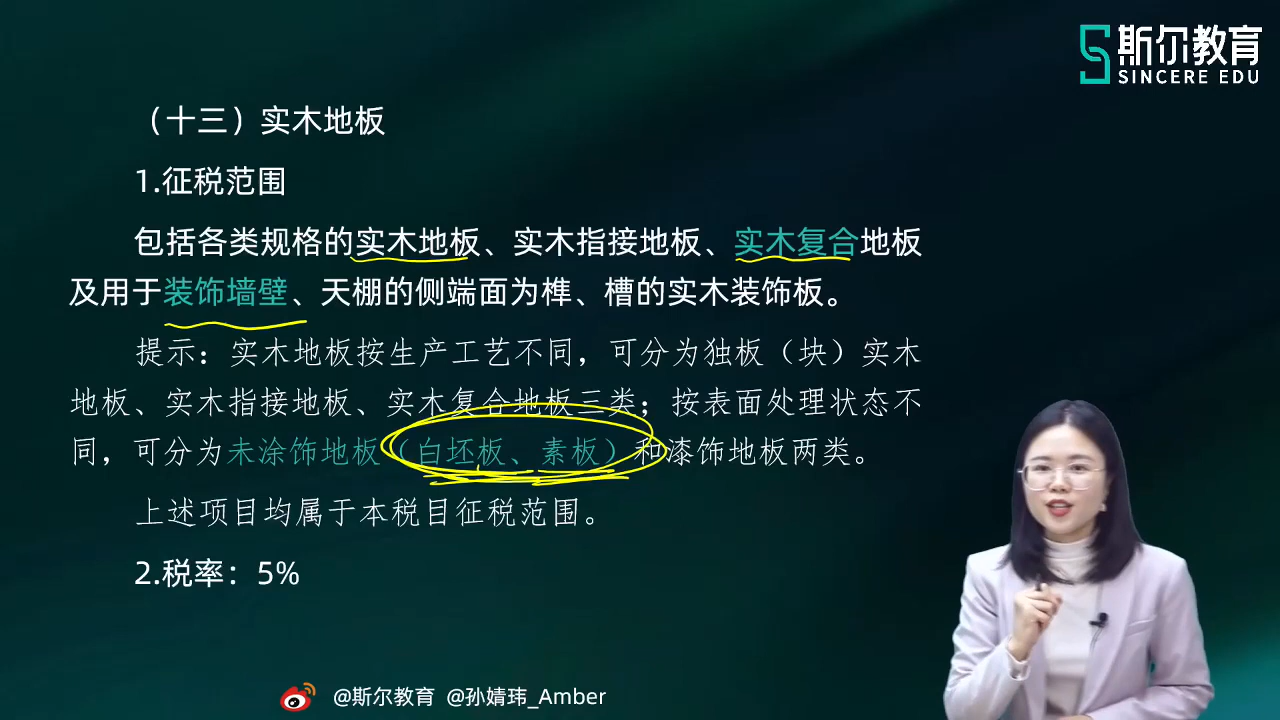 斯尔教育
SINCERE EDU
（十三）实木地板
1.征税范围
包括各类规格的实木地板、实木指接地板、实木复合地板
及用于装饰墙壁、天棚的侧端面为榫、槽的实木装饰板。
提示：实木地板按生产工艺不同，可分为独板（块）实木
地板、实木指接地板、实木复合地板三类；按表面处理状态不
同，可分为未涂饰地板（白坯板、素板）和漆饰地板两类。
上述项目均属于本税目征税范围。
2.税率：5%
@斯尔教育 @孙婧玮_Amber